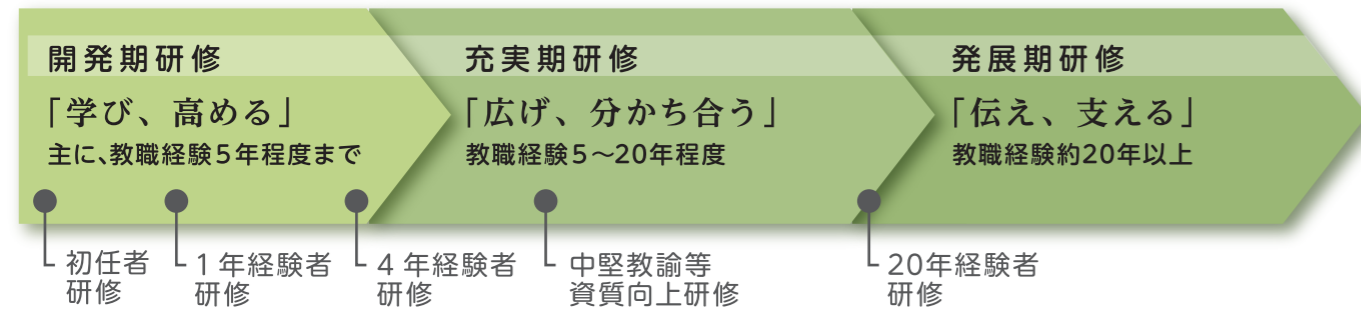 開発期研修
「学び、高める」
主に、教職経験5年程度まで
充実期研修
「広げ、分かち合う」
教職経験5～20年程度
発展期研修
「伝え、支える」
教職経験約20年以上
初任者
研修
1年経験者
研修
4年経験者
研修
中堅教諭等
資質向上研修
20年経験者
研修